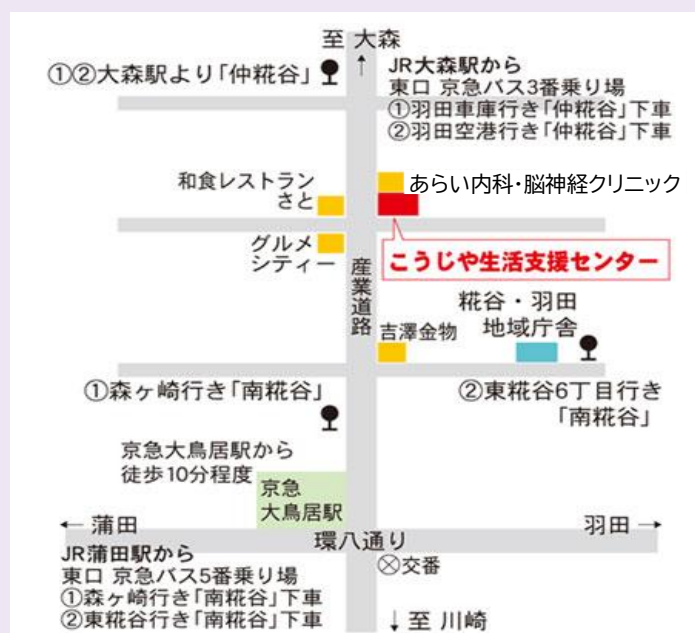 至 大森
↑
①②大森駅より「仲糀谷」
JR大森駅から
東口 京急バス3番乗り場
①羽田車庫行き「仲糀谷」下車
②羽田空港行き「仲糀谷」下車
和食レストラン
さと
あらい内科・脳神経クリニック
グルメ
シティー
こうじや生活支援センター
産業道路
糀谷・羽田
地域庁舎
吉澤金物
①森ヶ崎行き「南糀谷」
②東糀谷6丁目行き
「南糀谷」
京急大鳥居駅から
徒歩10分程度
京急
大鳥居駅
←蒲田
羽田→
環八通り
JR蒲田駅から
東口 京急バス5番乗り場
①森ヶ崎行き「南糀谷」下車
②東糀谷行き「南糀谷」下車
交番
↓至 川崎